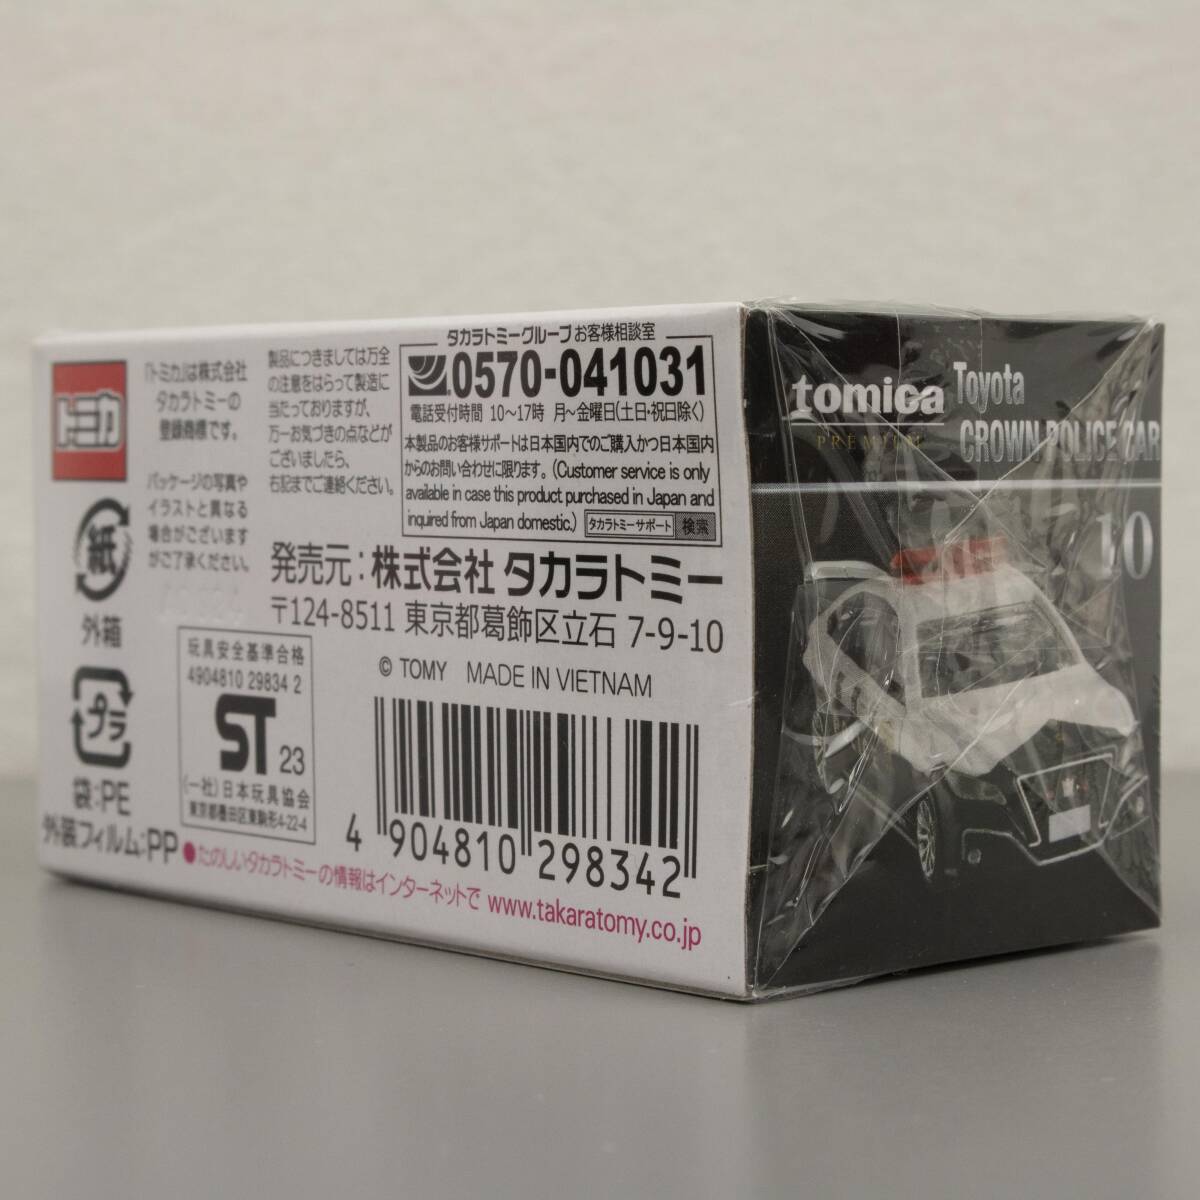 トミカ
「トミカ」は株式会社
タカラトミーの
登録商標です。
パッケージの写真や
イラストと異なる
場合がございます
がご了承ください。
製品につきましては万全
の注意をはらって製造に
当たっておりますが、
万一お気づきの点などが
ございましたら、
右記までご連絡ください。
タカラトミーグループお客様相談室
0570-041031
電話受付時間 10〜17時 月〜金曜日(土日・祝日除く)
本製品のお客様サポートは日本国内でのご購入かつ日本国内
からのお問い合わせに限ります。(Customer service is only
available in case this product purchased in Japan and
inquired from Japan domestic.) タカラトミーサポート 検索
発売元:株式会社 タカラトミー
〒124-8511 東京都葛飾区立石 7-9-10
© TOMY MADE IN VIETNAM
紙
外箱
プラ
袋:PE
外装フィルム:PP
玩具安全基準合格
4904810 29834 2
ST 23
(一社)日本玩具協会
東京都墨田区東駒形4-22-4
4 904810 298342
●たのしいタカラトミーの情報はインターネットで www.takaratomy.co.jp
tomica
PREMIUM
Toyota
CROWN POLICE CAR
10